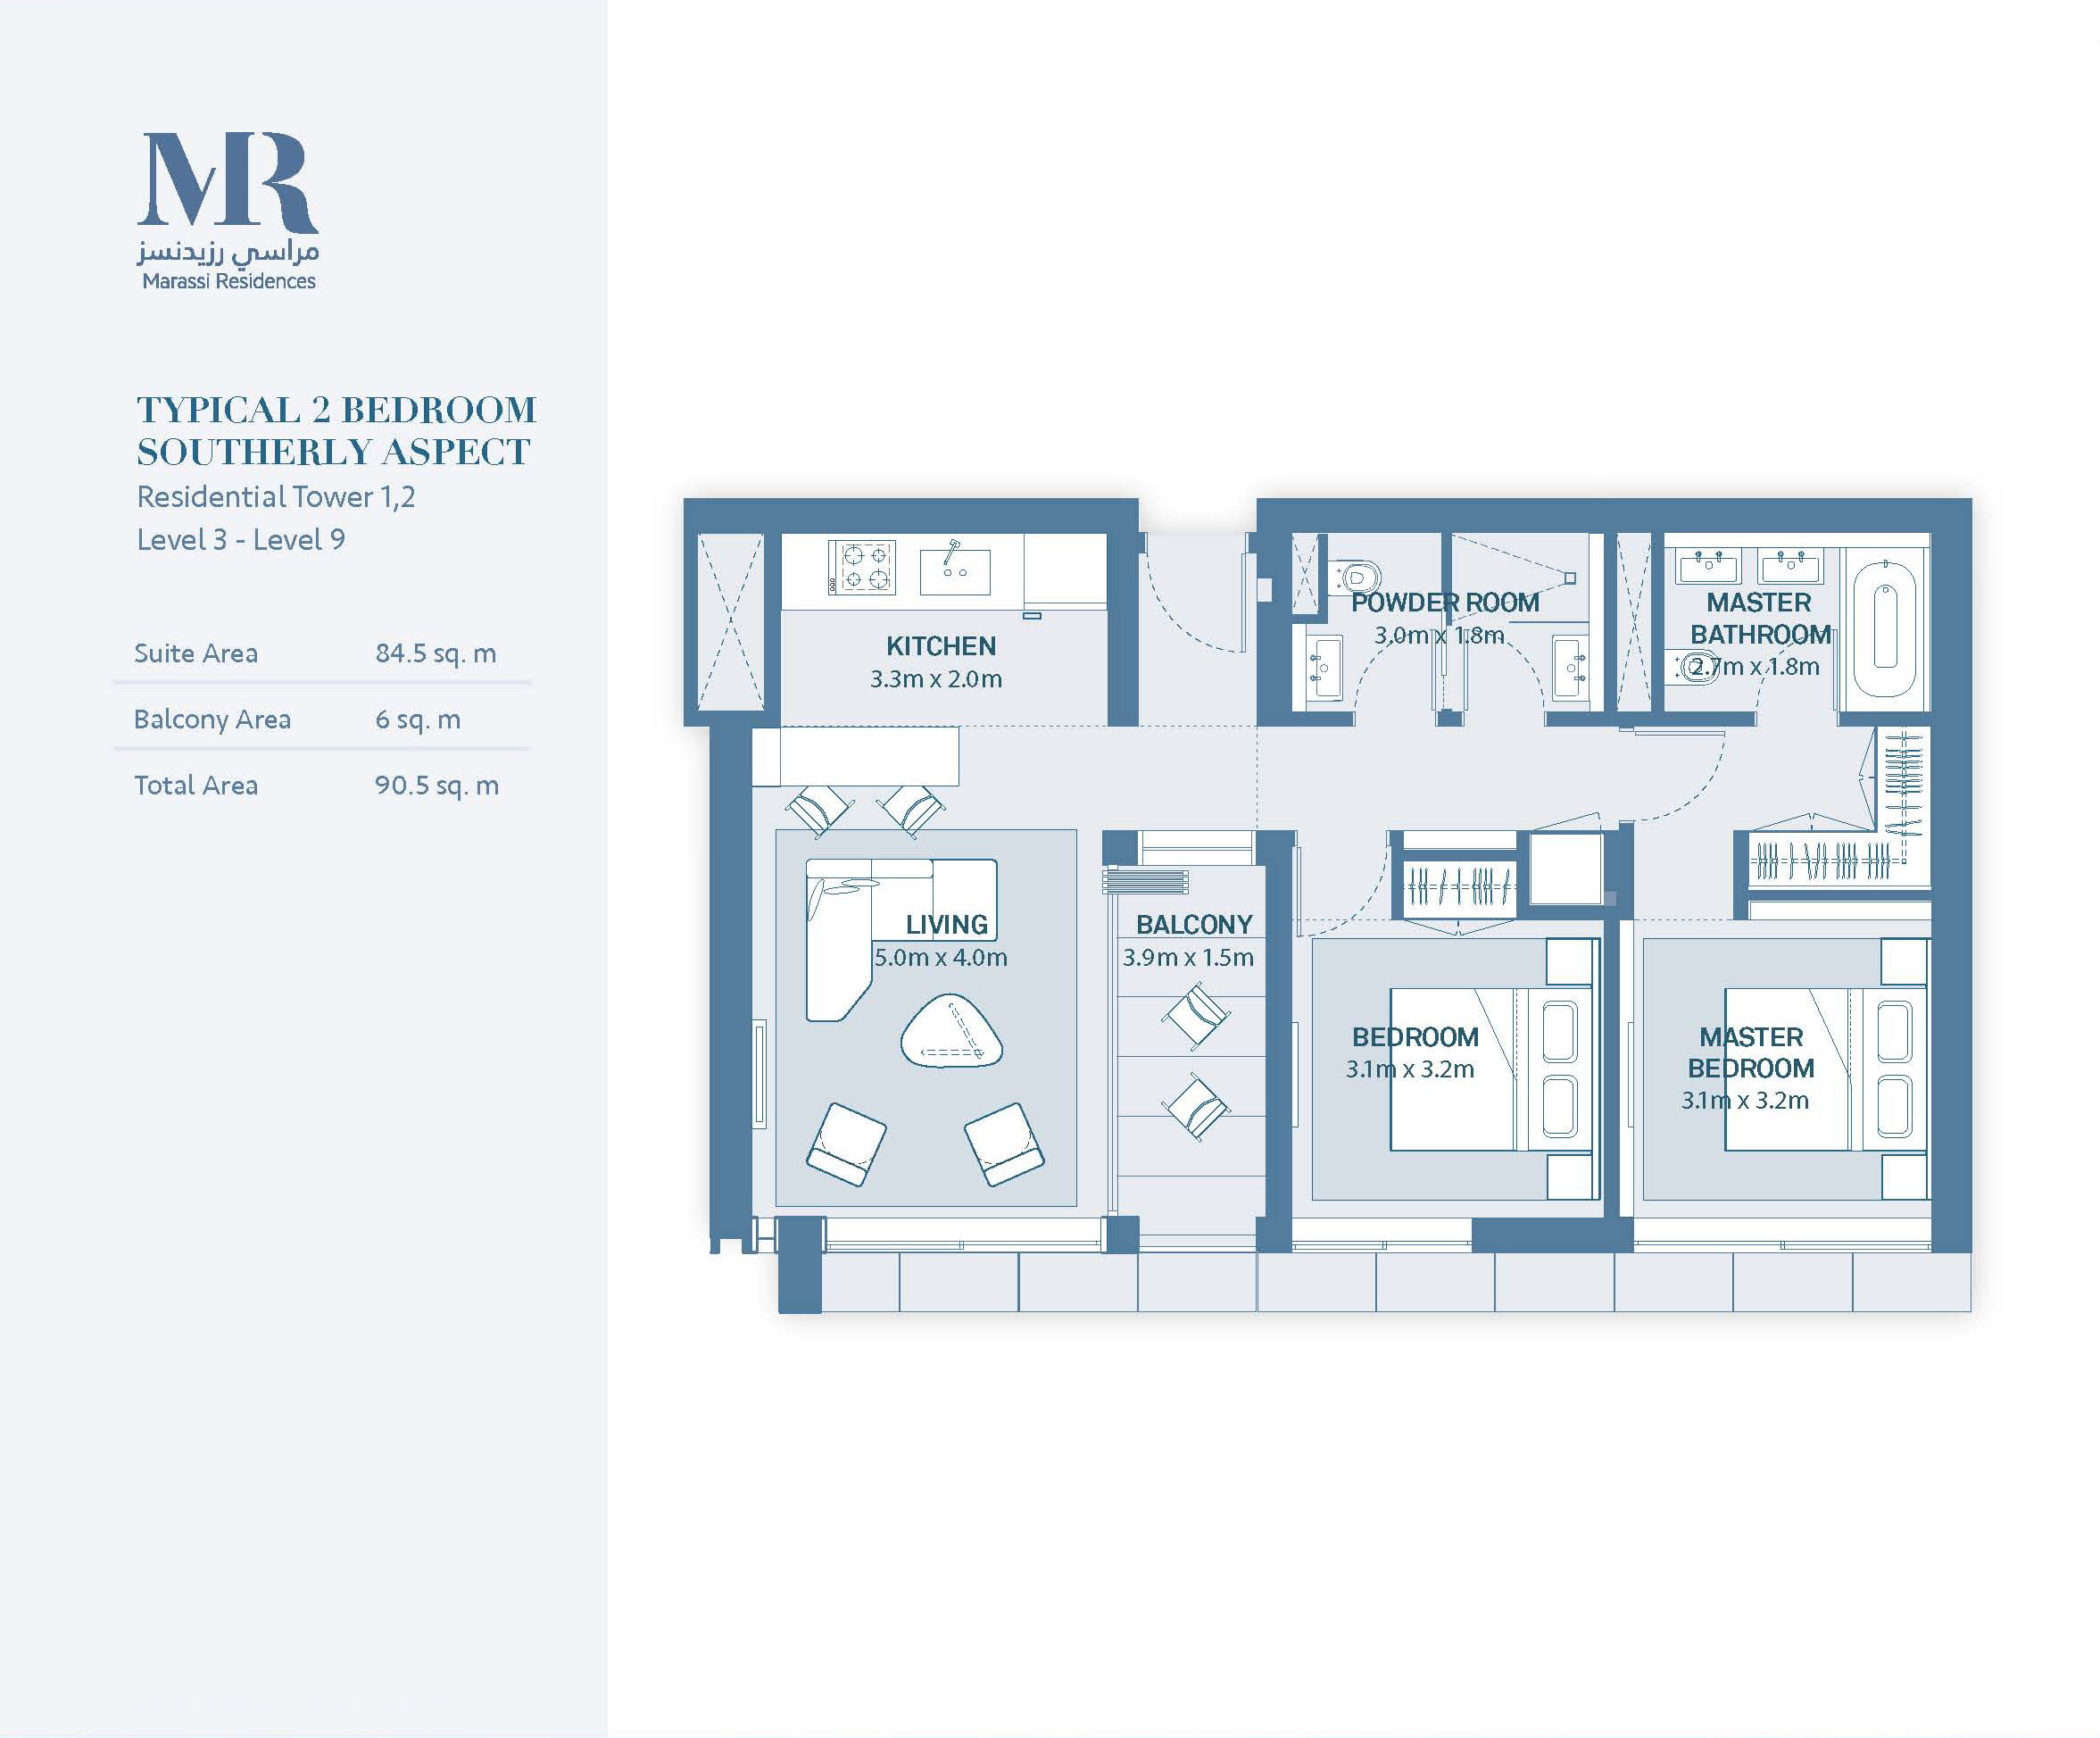 MR
مراسي رزيدنسز
Marassi Residences
TYPICAL 2 BEDROOM
SOUTHERLY ASPECT
Residential Tower 1,2
Level 3 - Level 9
Suite Area 84.5 sq. m
Balcony Area 6 sq. m
Total Area 90.5 sq. m
KITCHEN
3.3m x 2.0m
POWDER ROOM
3.0m x 1.8m
MASTER
BATHROOM
2.7m x 1.8m
LIVING
5.0m x 4.0m
BALCONY
3.9m x 1.5m
BEDROOM
3.1m x 3.2m
MASTER
BEDROOM
3.1m x 3.2m